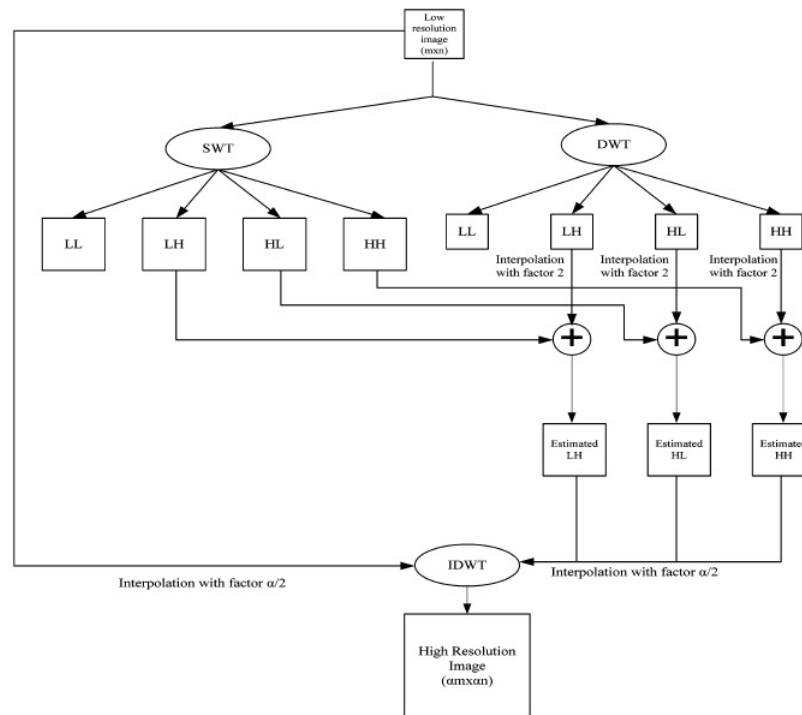 Low
resolution
image
(mxn)
SWT
DWT
LL
LH
HL
HH
LL
LH
HL
HH
Interpolation
with factor 2
Interpolation
with factor 2
Interpolation
with factor 2
+
+
+
Estimated
LH
Estimated
HL
Estimated
HH
IDWT
Interpolation with factor α/2
Interpolation with factor α/2
High Resolution
Image
(αmxαn)